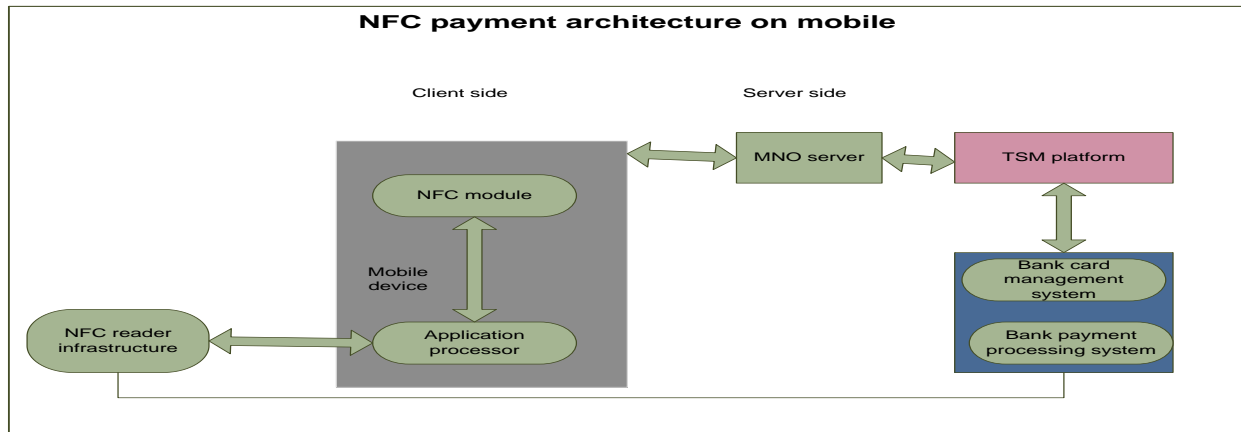 NFC payment architecture on mobile
Client side
Server side
MNO server
TSM platform
NFC module
Mobile
device
Bank card
management
system
NFC reader
infrastructure
Application
processor
Bank payment
processing system